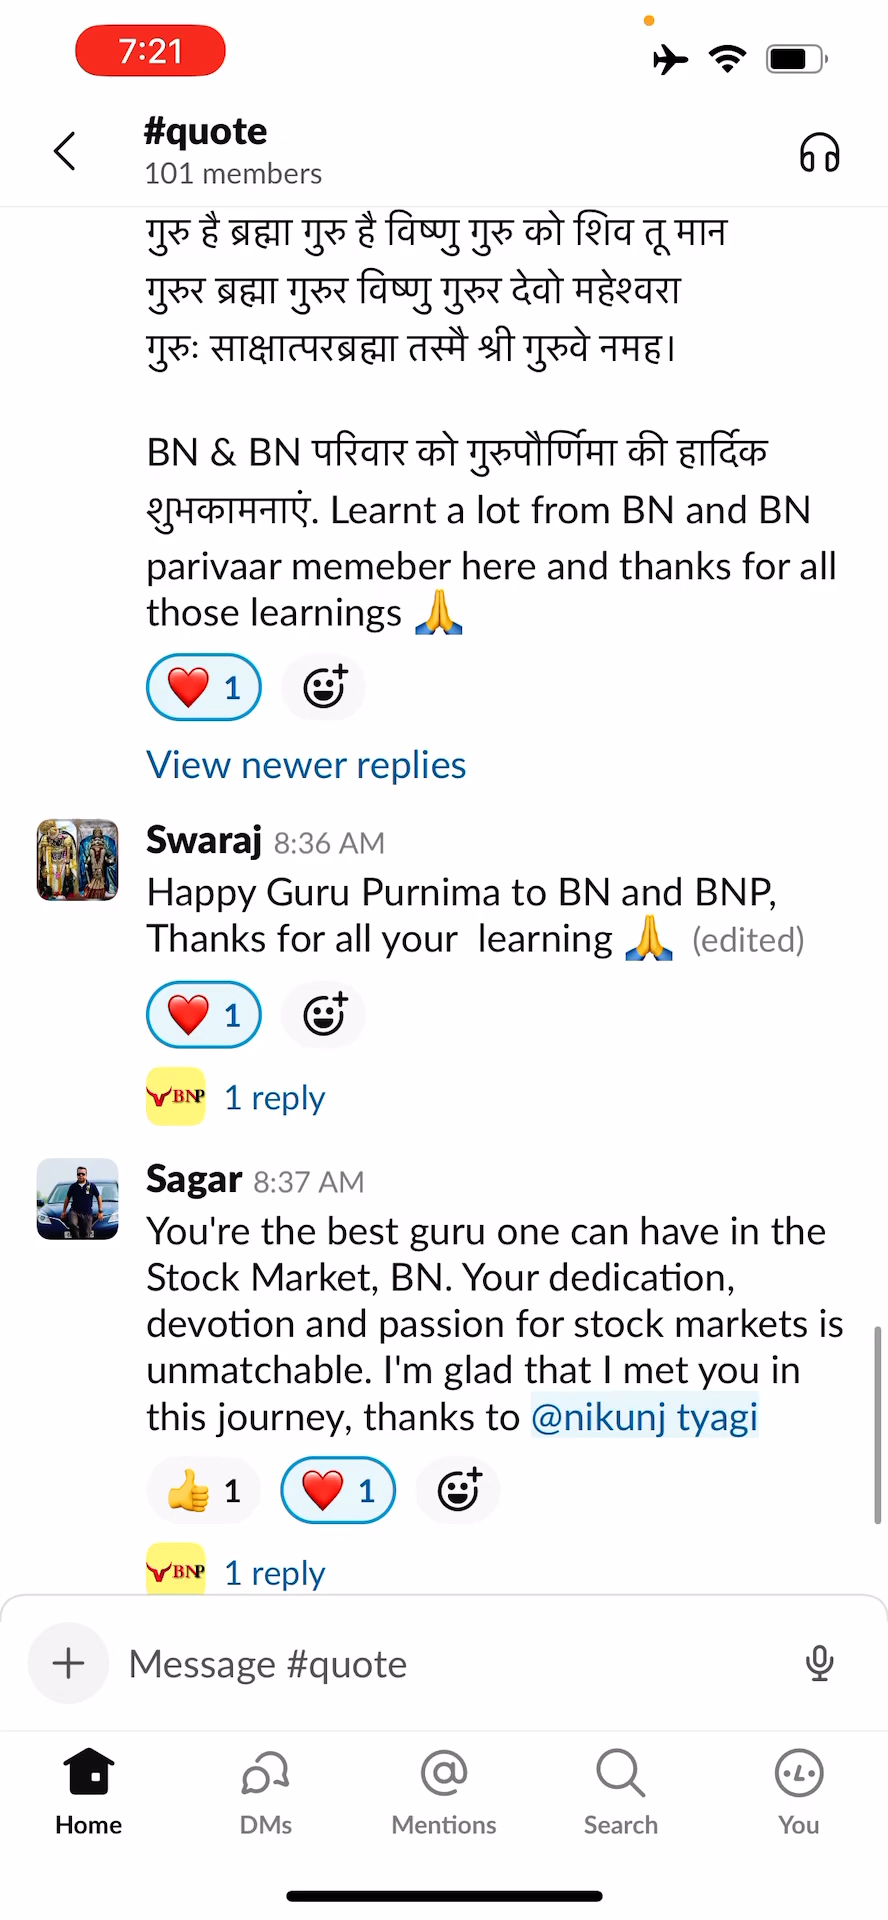 7:21
#quote
101 members
गुरु है ब्रह्मा गुरु है विष्णु गुरु को शिव तू मान
गुरुर ब्रह्मा गुरुर विष्णु गुरुर देवो महेश्वरा
गुरुः साक्षात्परब्रह्मा तस्मै श्री गुरुवे नमह।
BN & BN परिवार को गुरुपौर्णिमा की हार्दिक
शुभकामनाएं. Learnt a lot from BN and BN
parivaar memeber here and thanks for all
those learnings 🙏
❤️ 1
View newer replies
Swaraj 8:36 AM
Happy Guru Purnima to BN and BNP,
Thanks for all your learning 🙏 (edited)
❤️ 1
BNP 1 reply
Sagar 8:37 AM
You're the best guru one can have in the
Stock Market, BN. Your dedication,
devotion and passion for stock markets is
unmatchable. I'm glad that I met you in
this journey, thanks to @nikunj tyagi
👍 1 ❤️ 1
BNP 1 reply
Message #quote
Home DMs Mentions Search You